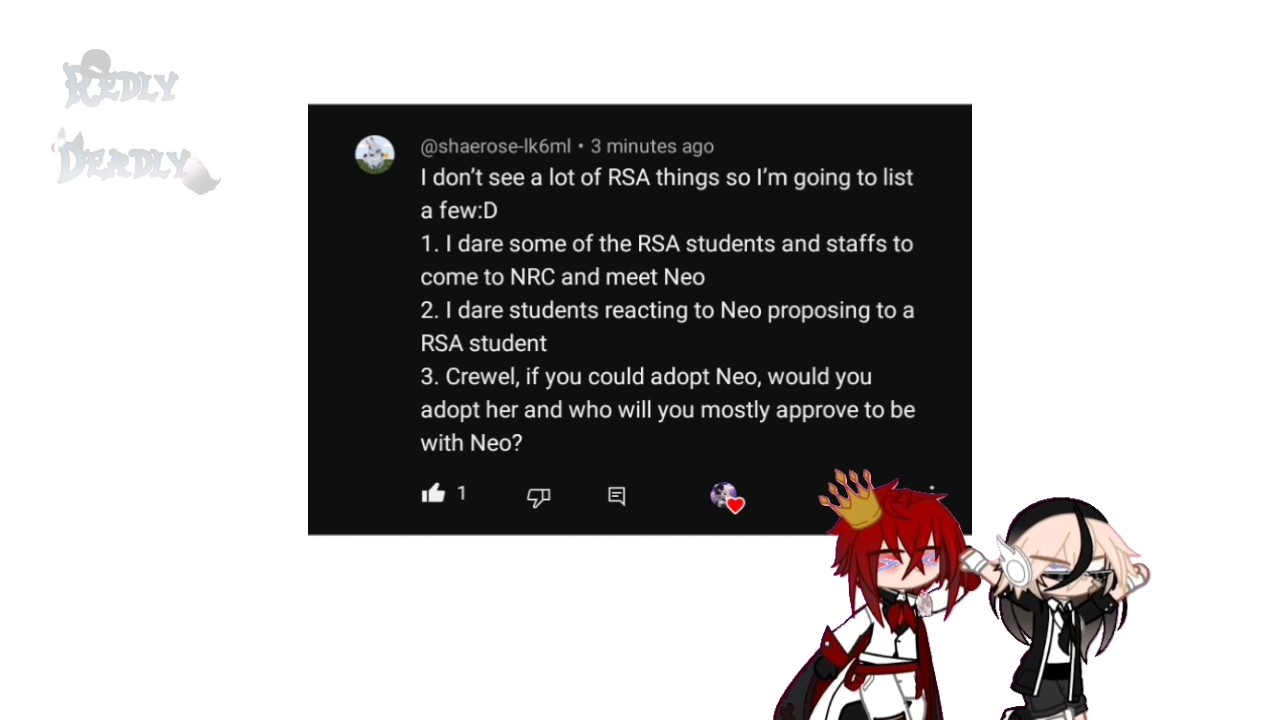 REDLY
DEADLY
@shaerose-lk6ml • 3 minutes ago
I don't see a lot of RSA things so I'm going to list
a few:D
1. I dare some of the RSA students and staffs to
come to NRC and meet Neo
2. I dare students reacting to Neo proposing to a
RSA student
3. Crewel, if you could adopt Neo, would you
adopt her and who will you mostly approve to be
with Neo?
1